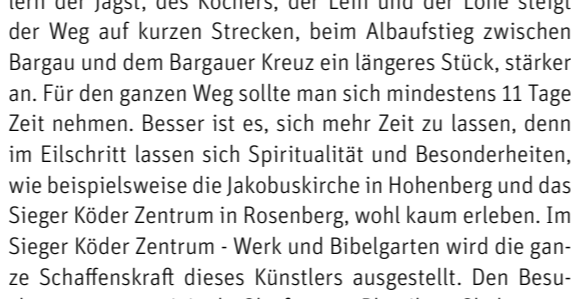 lern der Jagst, des Kochers, der Lein und der Lone steigt
der Weg auf kurzen Strecken, beim Albaufstieg zwischen
Bargau und dem Bargauer Kreuz ein längeres Stück, stärker
an. Für den ganzen Weg sollte man sich mindestens 11 Tage
Zeit nehmen. Besser ist es, sich mehr Zeit zu lassen, denn
im Eilschritt lassen sich Spiritualität und Besonderheiten,
wie beispielsweise die Jakobuskirche in Hohenberg und das
Sieger Köder Zentrum in Rosenberg, wohl kaum erleben. Im
Sieger Köder Zentrum - Werk und Bibelgarten wird die gan-
ze Schaffenskraft dieses Künstlers ausgestellt. Den Besu-